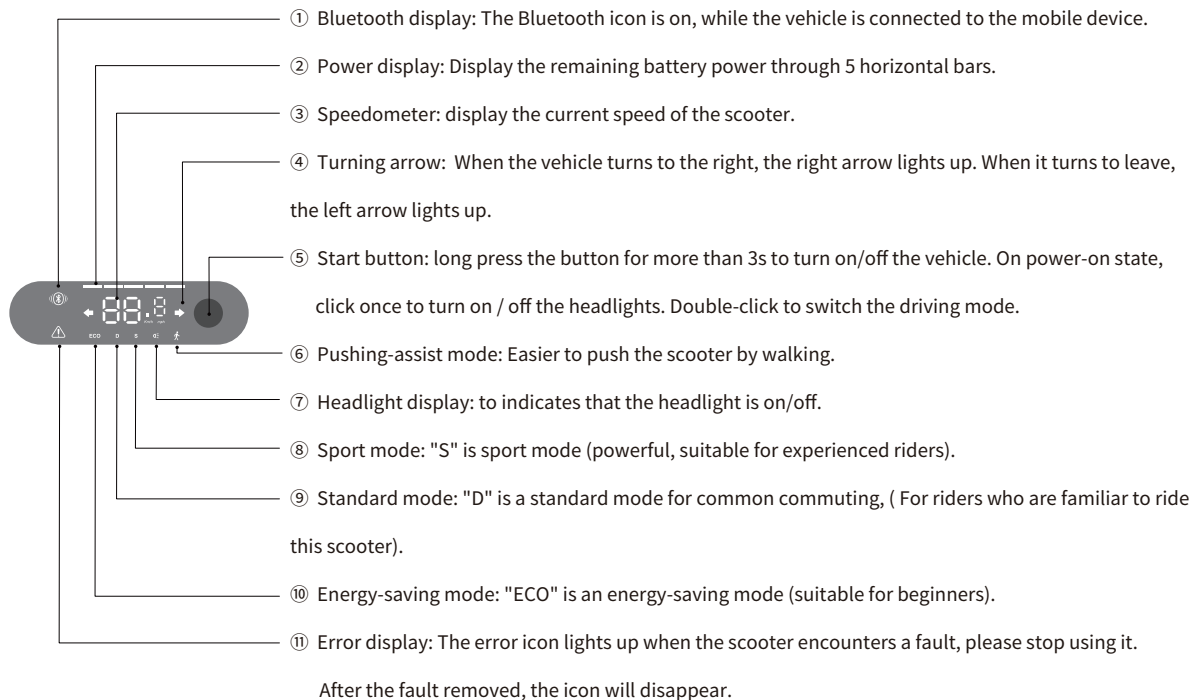 ① Bluetooth display: The Bluetooth icon is on, while the vehicle is connected to the mobile device.
② Power display: Display the remaining battery power through 5 horizontal bars.
③ Speedometer: display the current speed of the scooter.
④ Turning arrow: When the vehicle turns to the right, the right arrow lights up. When it turns to leave,
the left arrow lights up.
⑤ Start button: long press the button for more than 3s to turn on/off the vehicle. On power-on state,
click once to turn on / off the headlights. Double-click to switch the driving mode.
88.8
ECO D S
⑥ Pushing-assist mode: Easier to push the scooter by walking.
⑦ Headlight display: to indicates that the headlight is on/off.
⑧ Sport mode: "S" is sport mode (powerful, suitable for experienced riders).
⑨ Standard mode: "D" is a standard mode for common commuting, ( For riders who are familiar to ride
this scooter).
⑩ Energy-saving mode: "ECO" is an energy-saving mode (suitable for beginners).
⑪ Error display: The error icon lights up when the scooter encounters a fault, please stop using it.
After the fault removed, the icon will disappear.